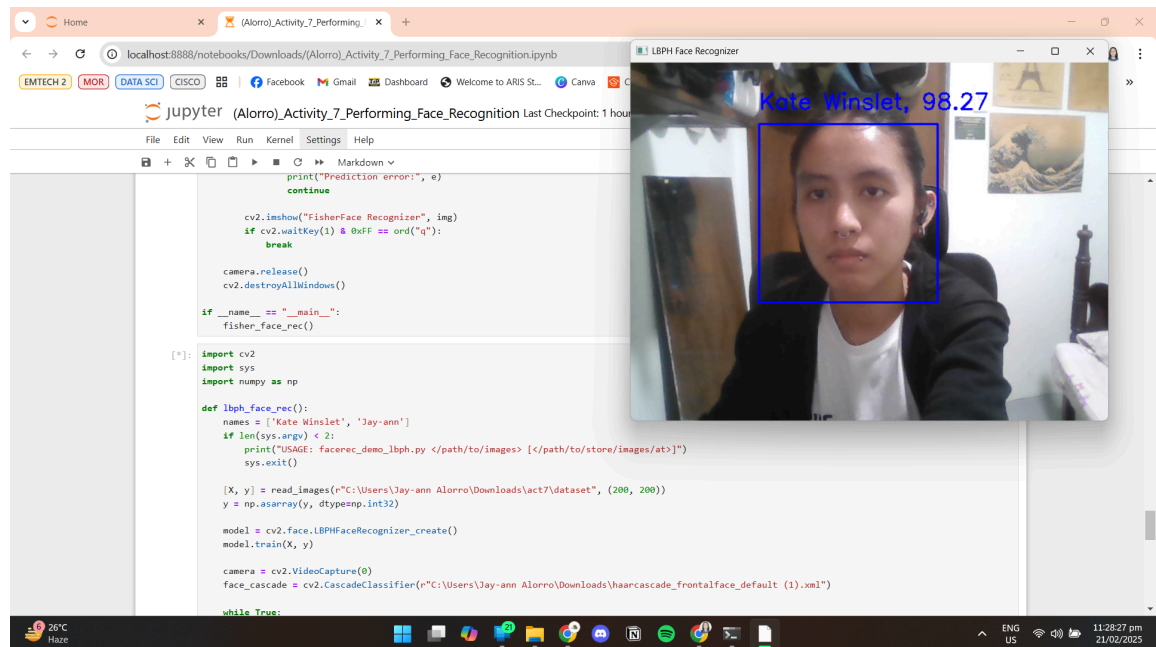 Home
(Alorro)_Activity_7_Performing_
localhost:8888/notebooks/Downloads/(Alorro)_Activity_7_Performing_Face_Recognition.ipynb
EMTECH 2
MOR
DATA SCI
CISCO
Facebook
Gmail
Dashboard
Welcome to ARIS St...
Canva
jupyter (Alorro)_Activity_7_Performing_Face_Recognition Last Checkpoint: 1 hour
File Edit View Run Kernel Settings Help
Markdown
print("Prediction error:", e)
continue
cv2.imshow("FisherFace Recognizer", img)
if cv2.waitKey(1) & 0xFF == ord("q"):
break
camera.release()
cv2.destroyAllWindows()
if __name__ == "__main__":
fisher_face_rec()
[*]:
import cv2
import sys
import numpy as np
def lbph_face_rec():
names = ['Kate Winslet', 'Jay-ann']
if len(sys.argv) < 2:
print("USAGE: facerec_demo_lbph.py </path/to/images> [</path/to/store/images/at>]")
sys.exit()
[X, y] = read_images(r"C:\Users\Jay-ann Alorro\Downloads\act7\dataset", (200, 200))
y = np.asarray(y, dtype=np.int32)
model = cv2.face.LBPHFaceRecognizer_create()
model.train(X, y)
camera = cv2.VideoCapture(0)
face_cascade = cv2.CascadeClassifier(r"C:\Users\Jay-ann Alorro\Downloads\haarcascade_frontalface_default (1).xml")
while True:
LBPH Face Recognizer
Kate Winslet, 98.27
6
26°C
Haze
21
ENG
US
11:28:27 pm
21/02/2025